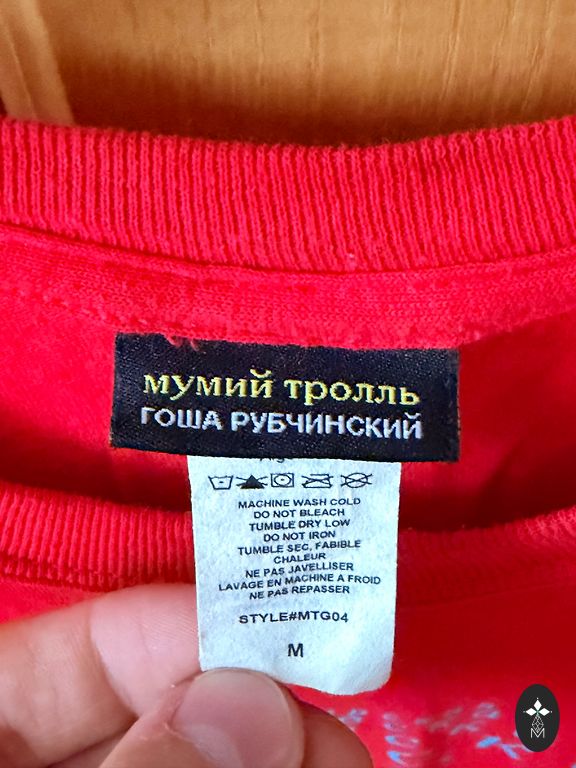 мумий тролль
ГОША РУБЧИНСКИЙ
MACHINE WASH COLD
DO NOT BLEACH
TUMBLE DRY LOW
DO NOT IRON
TUMBLE SEC, FABIBLE
CHALEUR
NE PAS JAVELLISER
LAVAGE EN MACHINE A FROID
NE PAS REPASSER
STYLE#MTG04
M
M